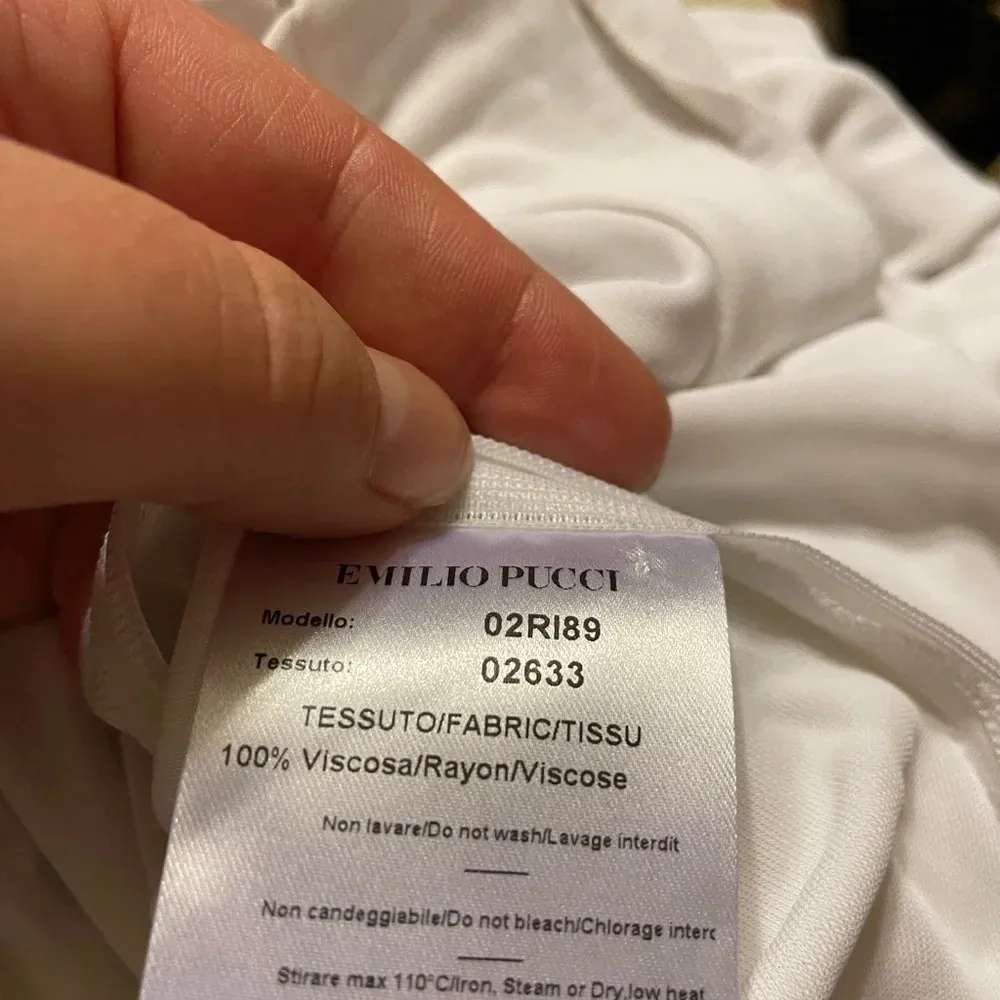 EMILIO PUCCI
Modello: 02RI89
Tessuto: 02633
TESSUTO/FABRIC/TISSU
100% Viscosa/Rayon/Viscose
Non lavare/Do not wash/Lavage interdit
Non candeggiabile/Do not bleach/Chlorage interd
Stirare max 110°C/Iron, Steam or Dry,low heat